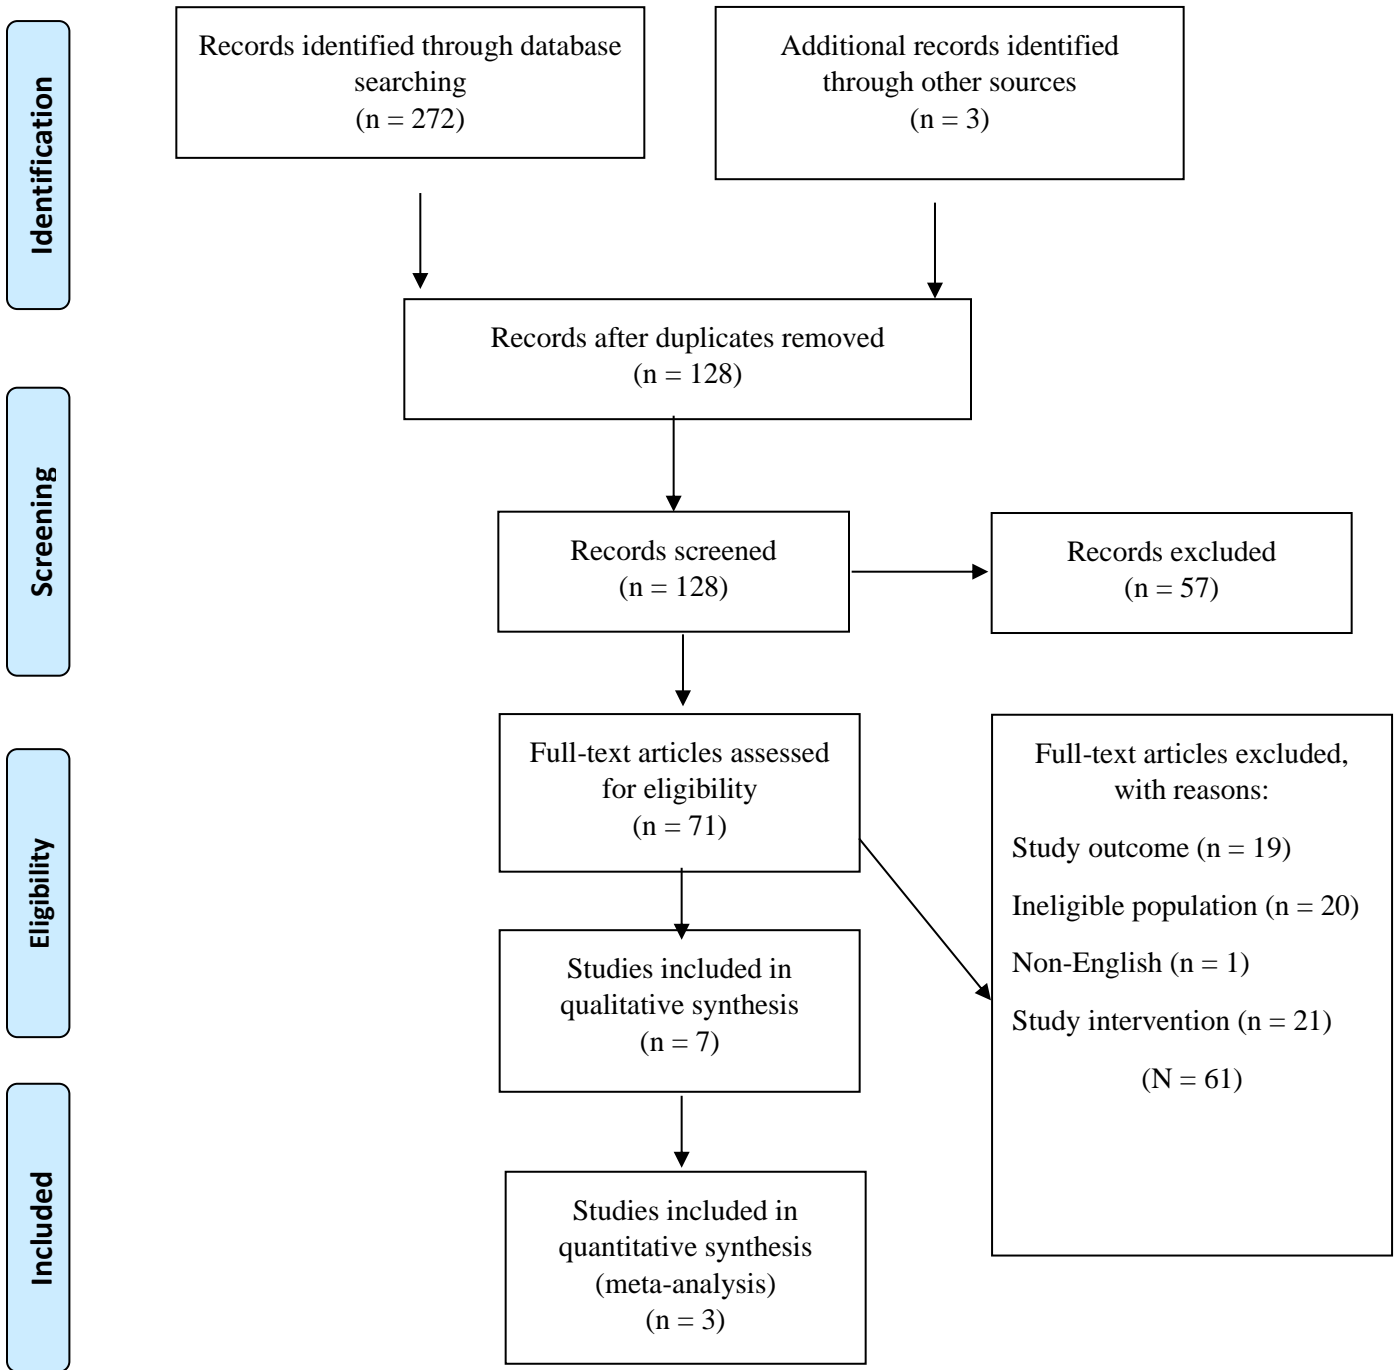 Identification
Records identified through database
searching
(n = 272)
Additional records identified
through other sources
(n = 3)
Records after duplicates removed
(n = 128)
Screening
Records screened
(n = 128)
Records excluded
(n = 57)
Eligibility
Full-text articles assessed
for eligibility
(n = 71)
Full-text articles excluded,
with reasons:
Study outcome (n = 19)
Ineligible population (n = 20)
Non-English (n = 1)
Study intervention (n = 21)
(N = 61)
Studies included in
qualitative synthesis
(n = 7)
Included
Studies included in
quantitative synthesis
(meta-analysis)
(n = 3)